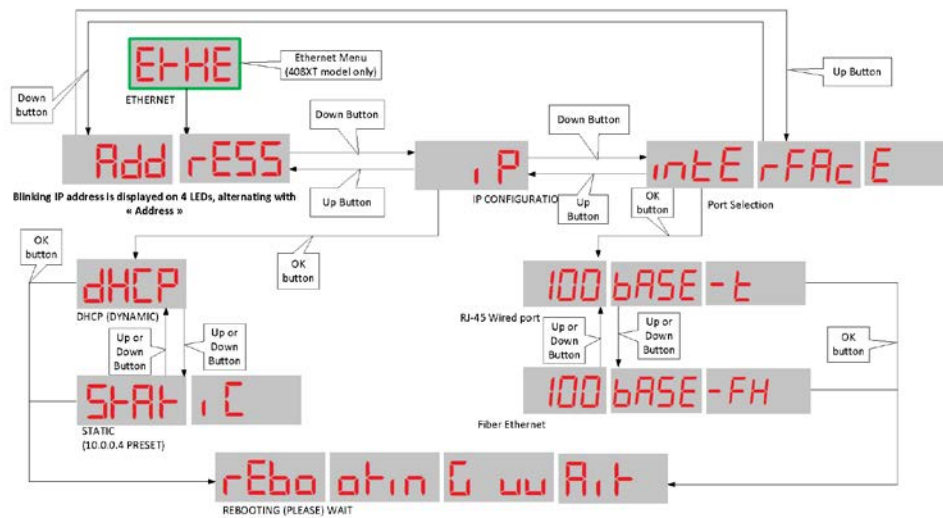 EtHE
Ethernet Menu
(408XT model only)
ETHERNET
Down
button
Up Button
Down Button
Down Button
Add rESS
iP
intE rFAcE E
Blinking IP address is displayed on 4 LEDs, alternating with
« Address »
Up Button
IP CONFIGURATIO
Up
Button
OK
button
Port Selection
OK
button
OK
button
dHCP
DHCP (DYNAMIC)
100 bASE -t
RJ-45 Wired port
Up or
Down
Button
Up or
Down
Button
Up or
Down
Button
Up or
Down
Button
OK
button
StAt iC
STATIC
(10.0.0.4 PRESET)
100 bASE -FH
Fiber Ethernet
rEbo otin G uu Ait
REBOOTING (PLEASE) WAIT